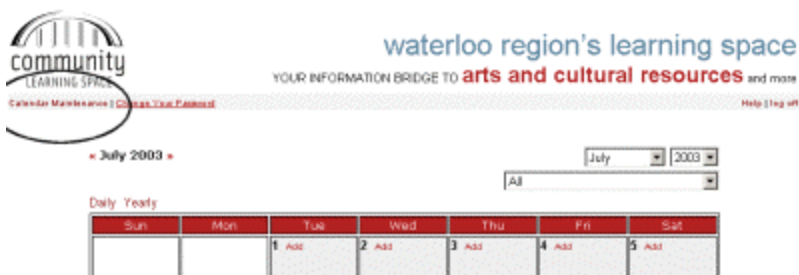 community
LEARNING SPACE
waterloo region's learning space
YOUR INFORMATION BRIDGE TO arts and cultural resources and more
Calendar Maintenance | Change Your Password
Help | log off
« July 2003 »
July 2003
All
Daily Yearly
Sun Mon Tue Wed Thu Fri Sat
1 Add 2 Add 3 Add 4 Add 5 Add